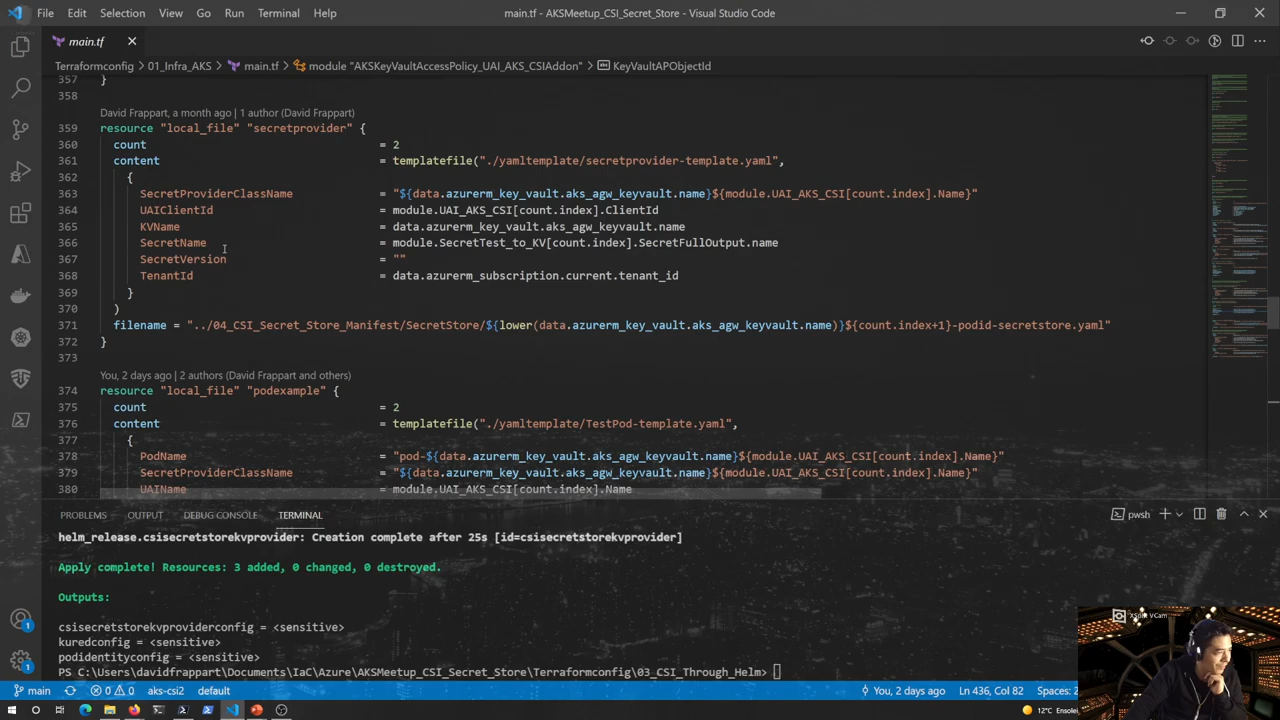 File Edit Selection View Go Run Terminal Help
main.tf - AKSMeetup_CSI_Secret_Store - Visual Studio Code
main.tf
Terraformconfig > 01_Infra_AKS > main.tf > module "AKSKeyVaultAccessPolicy_UAI_AKS_CSIAddon" > KeyVaultAPObjectId
357 }
358
David Frappart, a month ago | 1 author (David Frappart)
359 resource "local_file" "secretprovider" {
360 count = 2
361 content = templatefile("./yamltemplate/secretprovider-template.yaml",
362 {
363 SecretProviderClassName = "${data.azurerm_key_vault.aks_agw_keyvault.name}${module.UAI_AKS_CSI[count.index].Name}"
364 UAIClientId = module.UAI_AKS_CSI[count.index].ClientId
365 KVName = data.azurerm_key_vault.aks_agw_keyvault.name
366 SecretName = module.SecretTest_to_KV[count.index].SecretFullOutput.name
367 SecretVersion = ""
368 TenantId = data.azurerm_subscription.current.tenant_id
369 }
370 )
371 filename = "../04_CSI_Secret_Store_Manifest/SecretStore/${lower(data.azurerm_key_vault.aks_agw_keyvault.name)}${count.index+1}-podid-secretstore.yaml"
372 }
373
You, 2 days ago | 2 authors (David Frappart and others)
374 resource "local_file" "podexample" {
375 count = 2
376 content = templatefile("./yamltemplate/TestPod-template.yaml",
377 {
378 PodName = "pod-${data.azurerm_key_vault.aks_agw_keyvault.name}${module.UAI_AKS_CSI[count.index].Name}"
379 SecretProviderClassName = "${data.azurerm_key_vault.aks_agw_keyvault.name}${module.UAI_AKS_CSI[count.index].Name}"
380 UAIName = module.UAI_AKS_CSI[count.index].Name
PROBLEMS OUTPUT DEBUG CONSOLE TERMINAL
pwsh
helm_release.csisecretstorekvprovider: Creation complete after 25s [id=csisecretstorekvprovider]
Apply complete! Resources: 3 added, 0 changed, 0 destroyed.
Outputs:
csisecretstorekvproviderconfig = <sensitive>
kuredconfig = <sensitive>
podidentityconfig = <sensitive>
PS C:\Users\davidfrappart\Documents\IaC\Azure\AKSMeetup_CSI_Secret_Store\Terraformconfig\03_CSI_Through_Helm>
XSplit VCam
1
1
main 0 0 aks-csi2 default
You, 2 days ago Ln 436, Col 82 Spaces: 2
12°C Ensolei